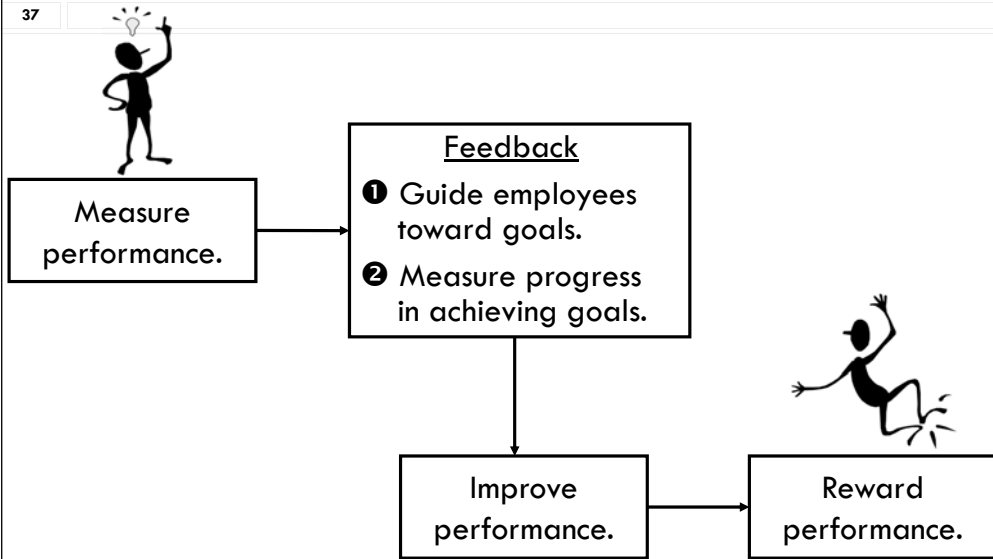 37
Measure
performance.
Feedback
❶ Guide employees
toward goals.
❷ Measure progress
in achieving goals.
Improve
performance.
Reward
performance.